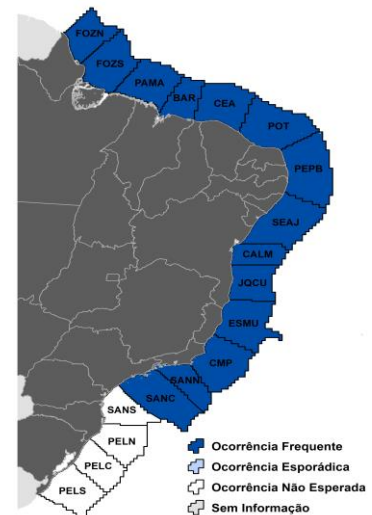 FOZN
FOZS
PAMA
BAR
CEA
POT
PEPB
SEAJ
CALM
JQCU
ESMU
CMP
SANN
SANC
SANS
PELN
PELC
PELS
Ocorrência Frequente
Ocorrência Esporádica
Ocorrência Não Esperada
Sem Informação